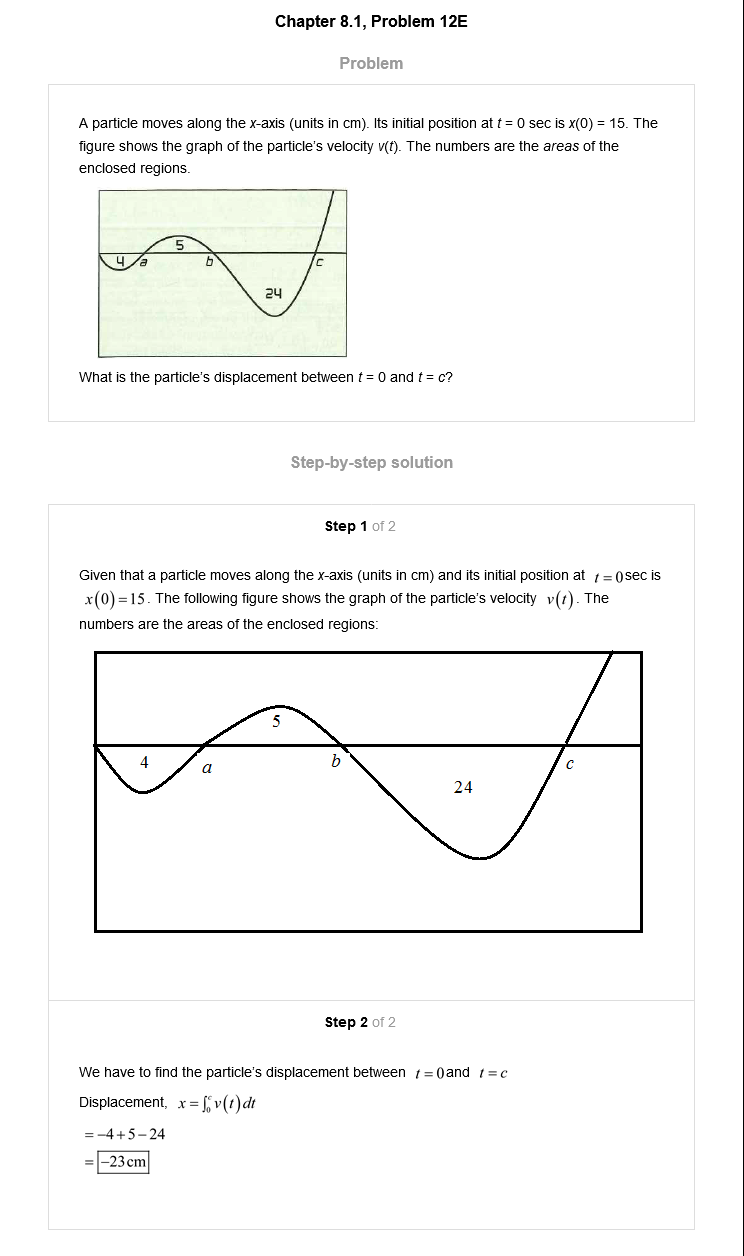 Chapter 8.1, Problem 12E
Problem
A particle moves along the x-axis (units in cm). Its initial position at t = 0 sec is x(0) = 15. The
figure shows the graph of the particle's velocity v(t). The numbers are the areas of the
enclosed regions.
5
4 a b c
24
What is the particle's displacement between t = 0 and t = c?
Step-by-step solution
Step 1 of 2
Given that a particle moves along the x-axis (units in cm) and its initial position at t = 0 sec is
x(0) = 15. The following figure shows the graph of the particle's velocity v(t). The
numbers are the areas of the enclosed regions:
5
4 a b c
24
Step 2 of 2
We have to find the particle's displacement between t = 0 and t = c
Displacement, x = ∫₀ᶜ v(t) dt
= −4 + 5 − 24
= −23 cm